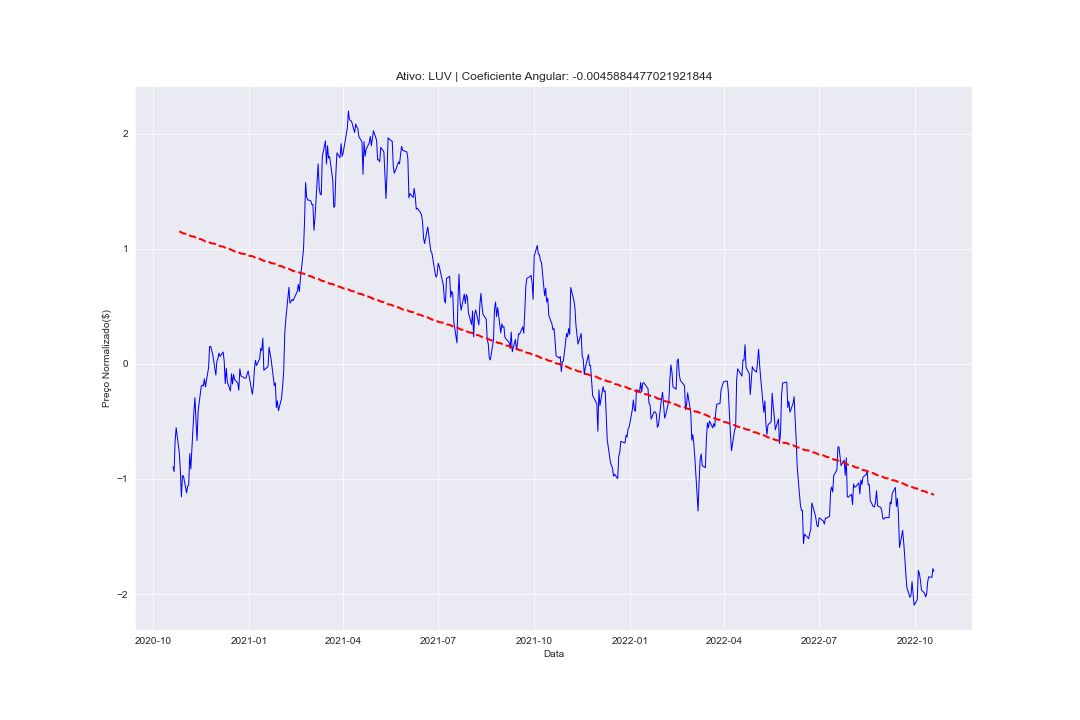 Ativo: LUV | Coeficiente Angular: -0.0045884477021921844
Preço Normalizado($)
2
1
0
−1
−2
2020-10 2021-01 2021-04 2021-07 2021-10 2022-01 2022-04 2022-07 2022-10
Data